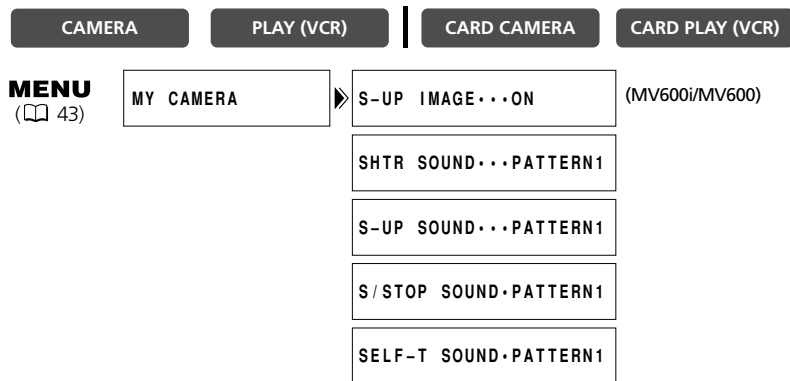 CAMERA PLAY (VCR) CARD CAMERA CARD PLAY (VCR)
MENU
( 43)
MY CAMERA
S–UP IMAGE···ON
(MV600i/MV600)
SHTR SOUND···PATTERN1
S–UP SOUND···PATTERN1
S/STOP SOUND·PATTERN1
SELF–T SOUND·PATTERN1